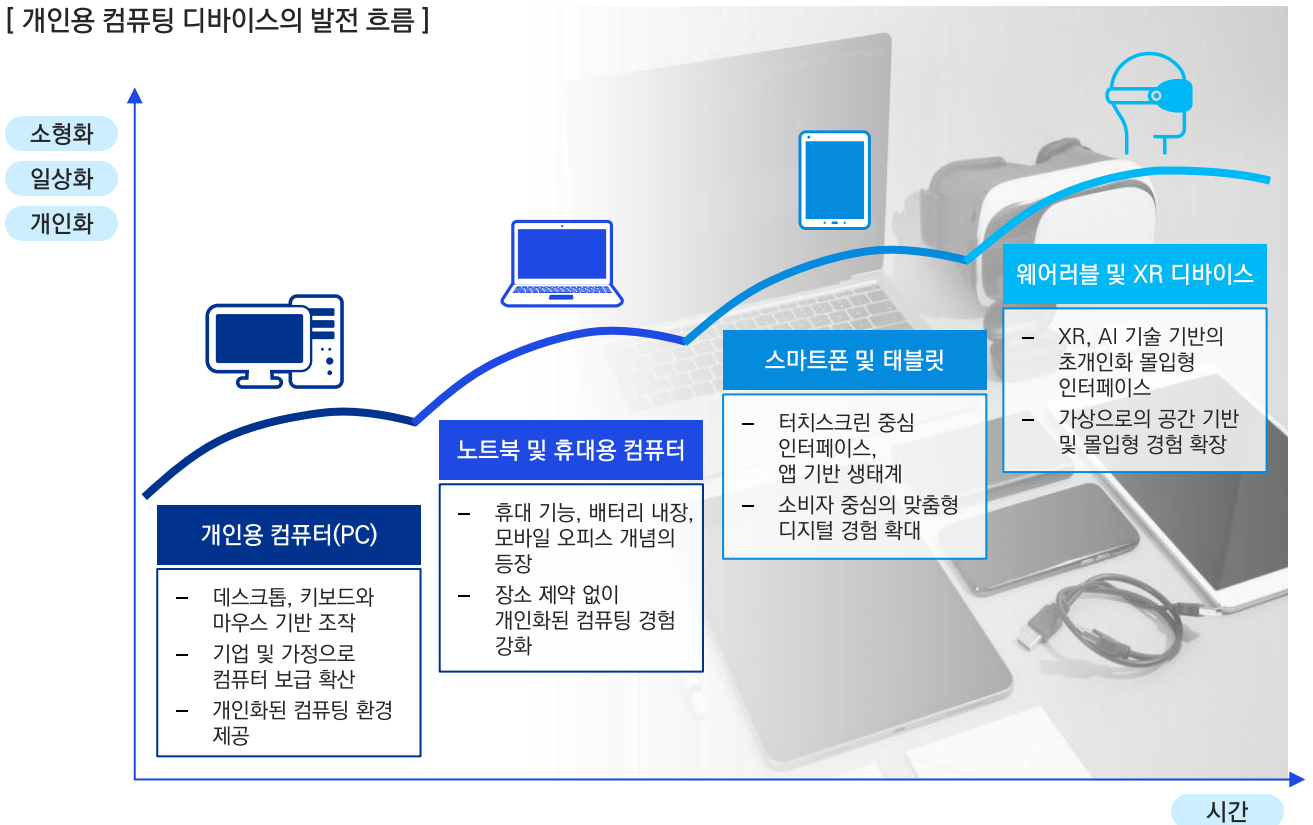 [ 개인용 컴퓨팅 디바이스의 발전 흐름 ]
소형화
일상화
개인화
개인용 컴퓨터(PC)
– 데스크톱, 키보드와
마우스 기반 조작
– 기업 및 가정으로
컴퓨터 보급 확산
– 개인화된 컴퓨팅 환경
제공
노트북 및 휴대용 컴퓨터
– 휴대 기능, 배터리 내장,
모바일 오피스 개념의
등장
– 장소 제약 없이
개인화된 컴퓨팅 경험
강화
스마트폰 및 태블릿
– 터치스크린 중심
인터페이스,
앱 기반 생태계
– 소비자 중심의 맞춤형
디지털 경험 확대
웨어러블 및 XR 디바이스
– XR, AI 기술 기반의
초개인화 몰입형
인터페이스
– 가상으로의 공간 기반
및 몰입형 경험 확장
시간